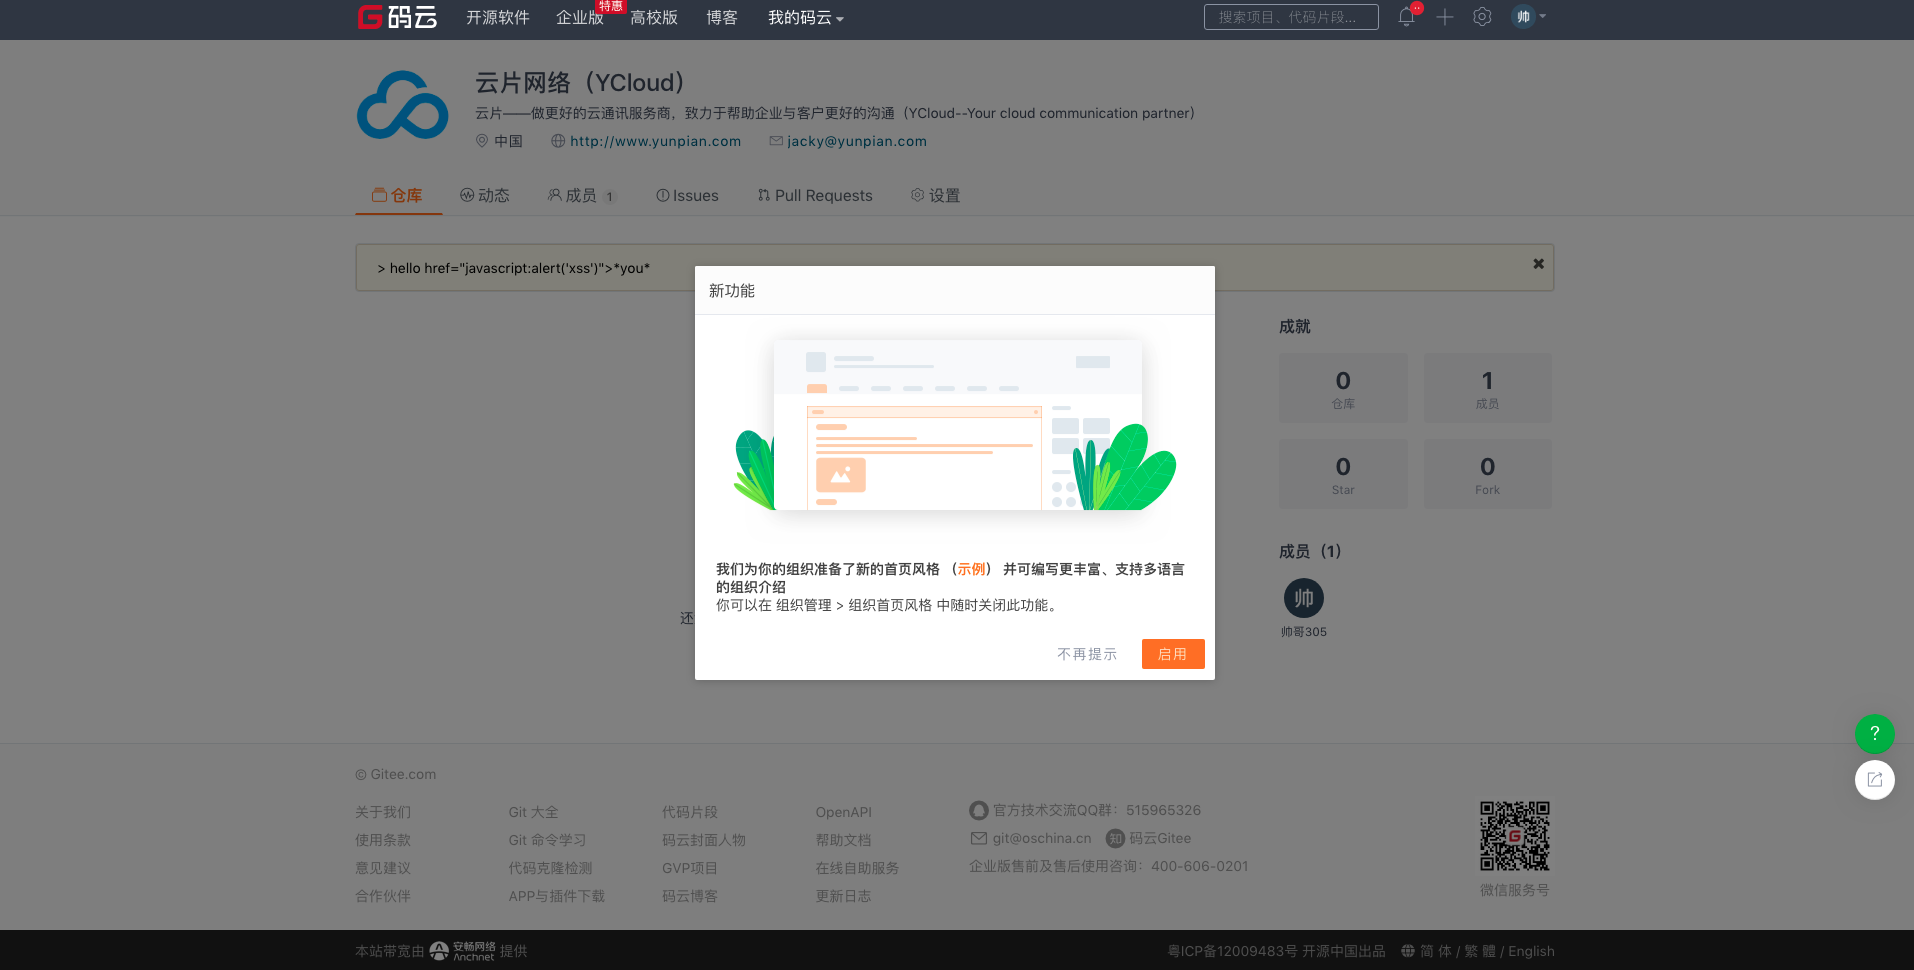 码云
开源软件
企业版
特惠
高校版
博客
我的码云
搜索项目、代码片段...
帅
云片网络（YCloud）
云片——做更好的云通讯服务商，致力于帮助企业与客户更好的沟通（YCloud--Your cloud communication partner）
中国 http://www.yunpian.com jacky@yunpian.com
仓库 动态 成员 1 Issues Pull Requests 设置
> hello href="javascript:alert('xss')">*you*
新功能
我们为你的组织准备了新的首页风格 （示例） 并可编写更丰富、支持多语言
的组织介绍
你可以在 组织管理 > 组织首页风格 中随时关闭此功能。
不再提示 启用
还
成就
0 1
仓库 成员
0 0
Star Fork
成员（1）
帅
帅哥305
?
© Gitee.com
关于我们 Git 大全 代码片段 OpenAPI 官方技术交流QQ群：515965326
使用条款 Git 命令学习 码云封面人物 帮助文档 git@oschina.cn 知 码云Gitee
意见建议 代码克隆检测 GVP项目 在线自助服务 企业版售前及售后使用咨询：400-606-0201
合作伙伴 APP与插件下载 码云博客 更新日志
微信服务号
本站带宽由 安畅网络 Anchnet 提供
粤ICP备12009483号 开源中国出品 简 体 / 繁 體 / English